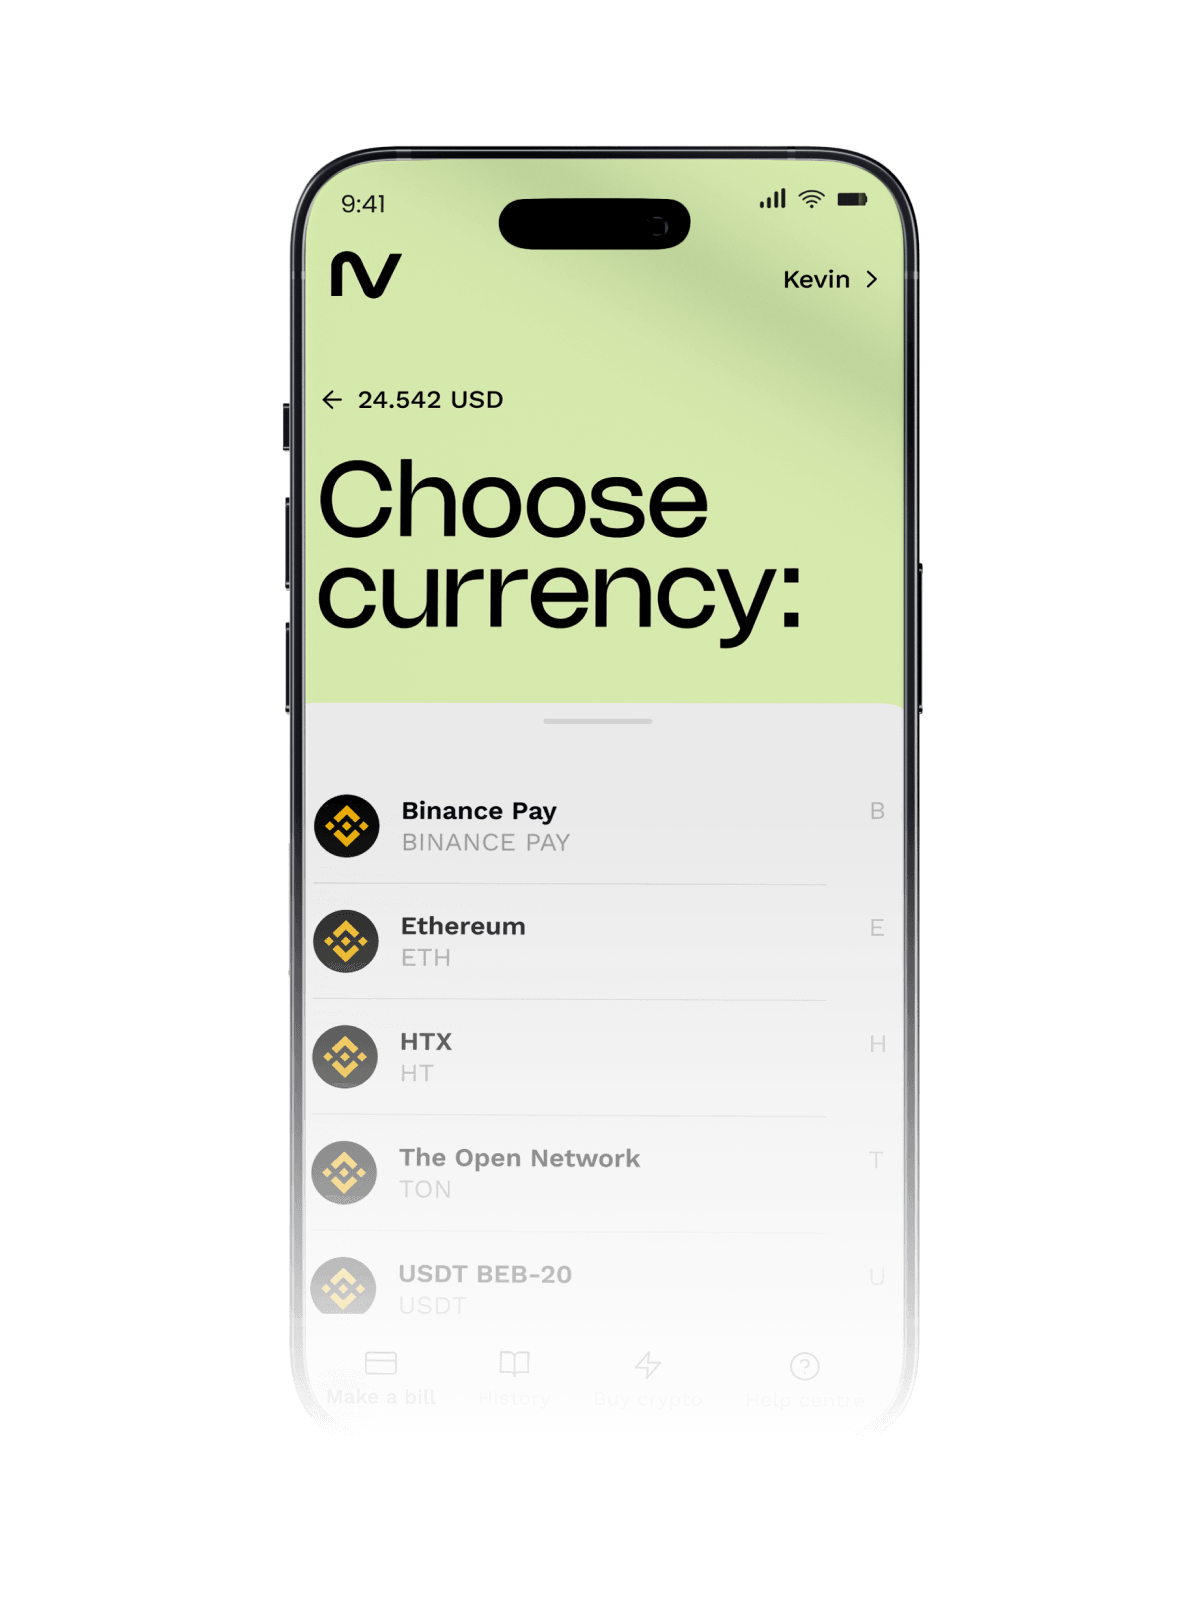 9:41
Kevin
24.542 USD
Choose
currency:
Binance Pay
B
BINANCE PAY
Ethereum
E
ETH
HTX
H
HT
The Open Network
T
TON
USDT BEB-20
U
USDT
Make a bill
History
Buy crypto
Help centre